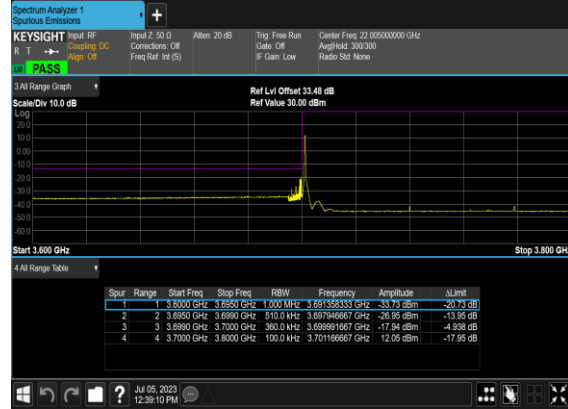 Spectrum Analyzer 1
Spurious Emissions
+
KEYSIGHT Input: RF Input Z: 50 Ω Atten: 20 dB Trig: Free Run Center Freq: 22.005000000 GHz
R T Coupling: DC Corrections: Off Gate: Off Avg|Hold: 300/300
Align: Off Freq Ref: Int (S) IF Gain: Low Radio Std: None
PASS
3 All Range Graph
Ref Lvl Offset 33.48 dB
Scale/Div 10.0 dB Ref Value 30.00 dBm
Log
20.0
10.0
0.00
-10.0
-20.0
-30.0
-40.0
-50.0
-60.0
Start 3.600 GHz Stop 3.800 GHz
4 All Range Table
Spur Range Start Freq Stop Freq RBW Frequency Amplitude ΔLimit
1 1 3.6000 GHz 3.6950 GHz 1.000 MHz 3.691358333 GHz -33.73 dBm -20.73 dB
2 2 3.6950 GHz 3.6990 GHz 510.0 kHz 3.697946667 GHz -26.95 dBm -13.95 dB
3 3 3.6990 GHz 3.7000 GHz 360.0 kHz 3.699991667 GHz -17.94 dBm -4.938 dB
4 4 3.7000 GHz 3.8000 GHz 100.0 kHz 3.701166667 GHz 12.05 dBm -17.95 dB
? Jul 05, 2023
12:39:10 PM